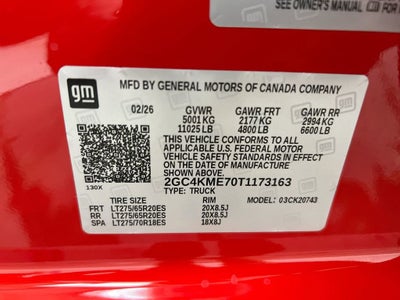 SEE OWNER'S MANUAL
gm
MFD BY GENERAL MOTORS OF CANADA COMPANY
02/26 GVWR GAWR FRT GAWR RR
5001 KG 2177 KG 2994 KG
11025 LB 4800 LB 6600 LB
THIS VEHICLE CONFORMS TO ALL
APPLICABLE U.S. FEDERAL MOTOR
VEHICLE SAFETY AND BUMPER
STANDARDS IN EFFECT ON THE DATE OF
MANUFACTURE SHOWN ABOVE.
2GC4KME70T1173163
130X TYPE: TRUCK
TIRE SIZE RIM MODEL: 03CK20743
FRT LT275/65R20ES 20X8.5J
RR LT275/65R20ES 20X8.5J
SPA LT275/70R18ES 18X8J